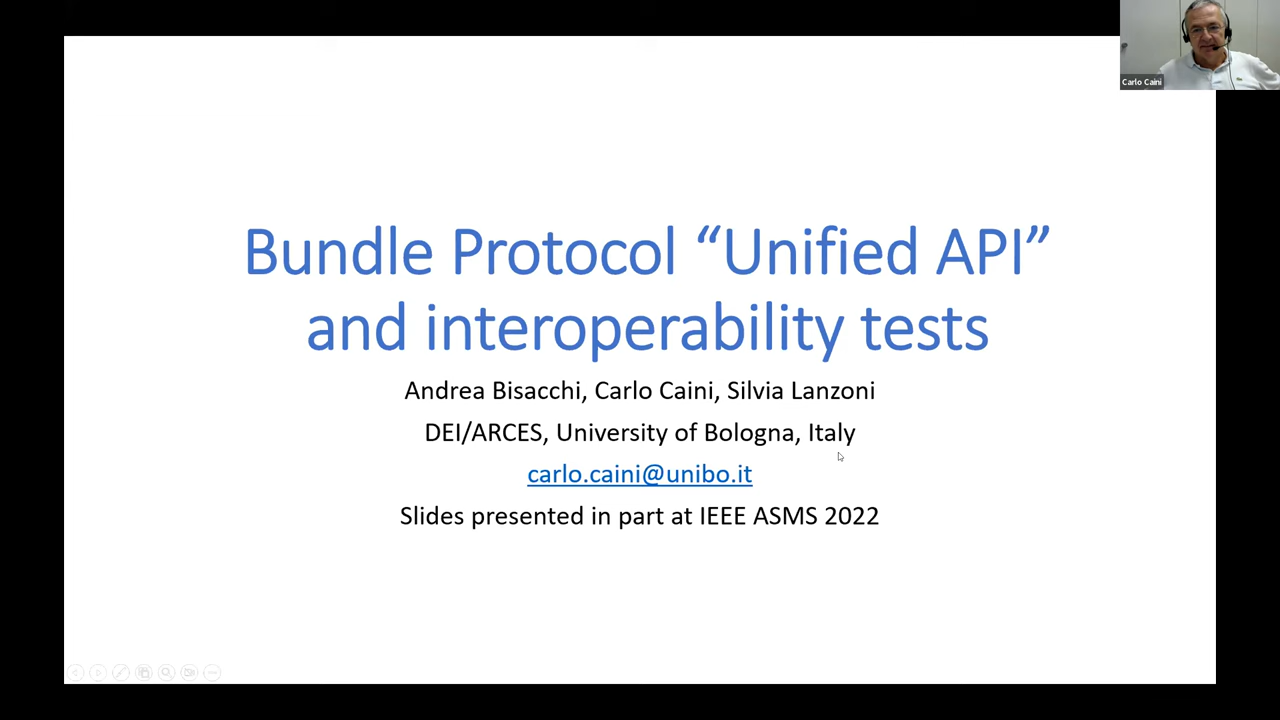 Carlo Caini
Bundle Protocol “Unified API”
and interoperability tests
Andrea Bisacchi, Carlo Caini, Silvia Lanzoni
DEI/ARCES, University of Bologna, Italy
carlo.caini@unibo.it
Slides presented in part at IEEE ASMS 2022